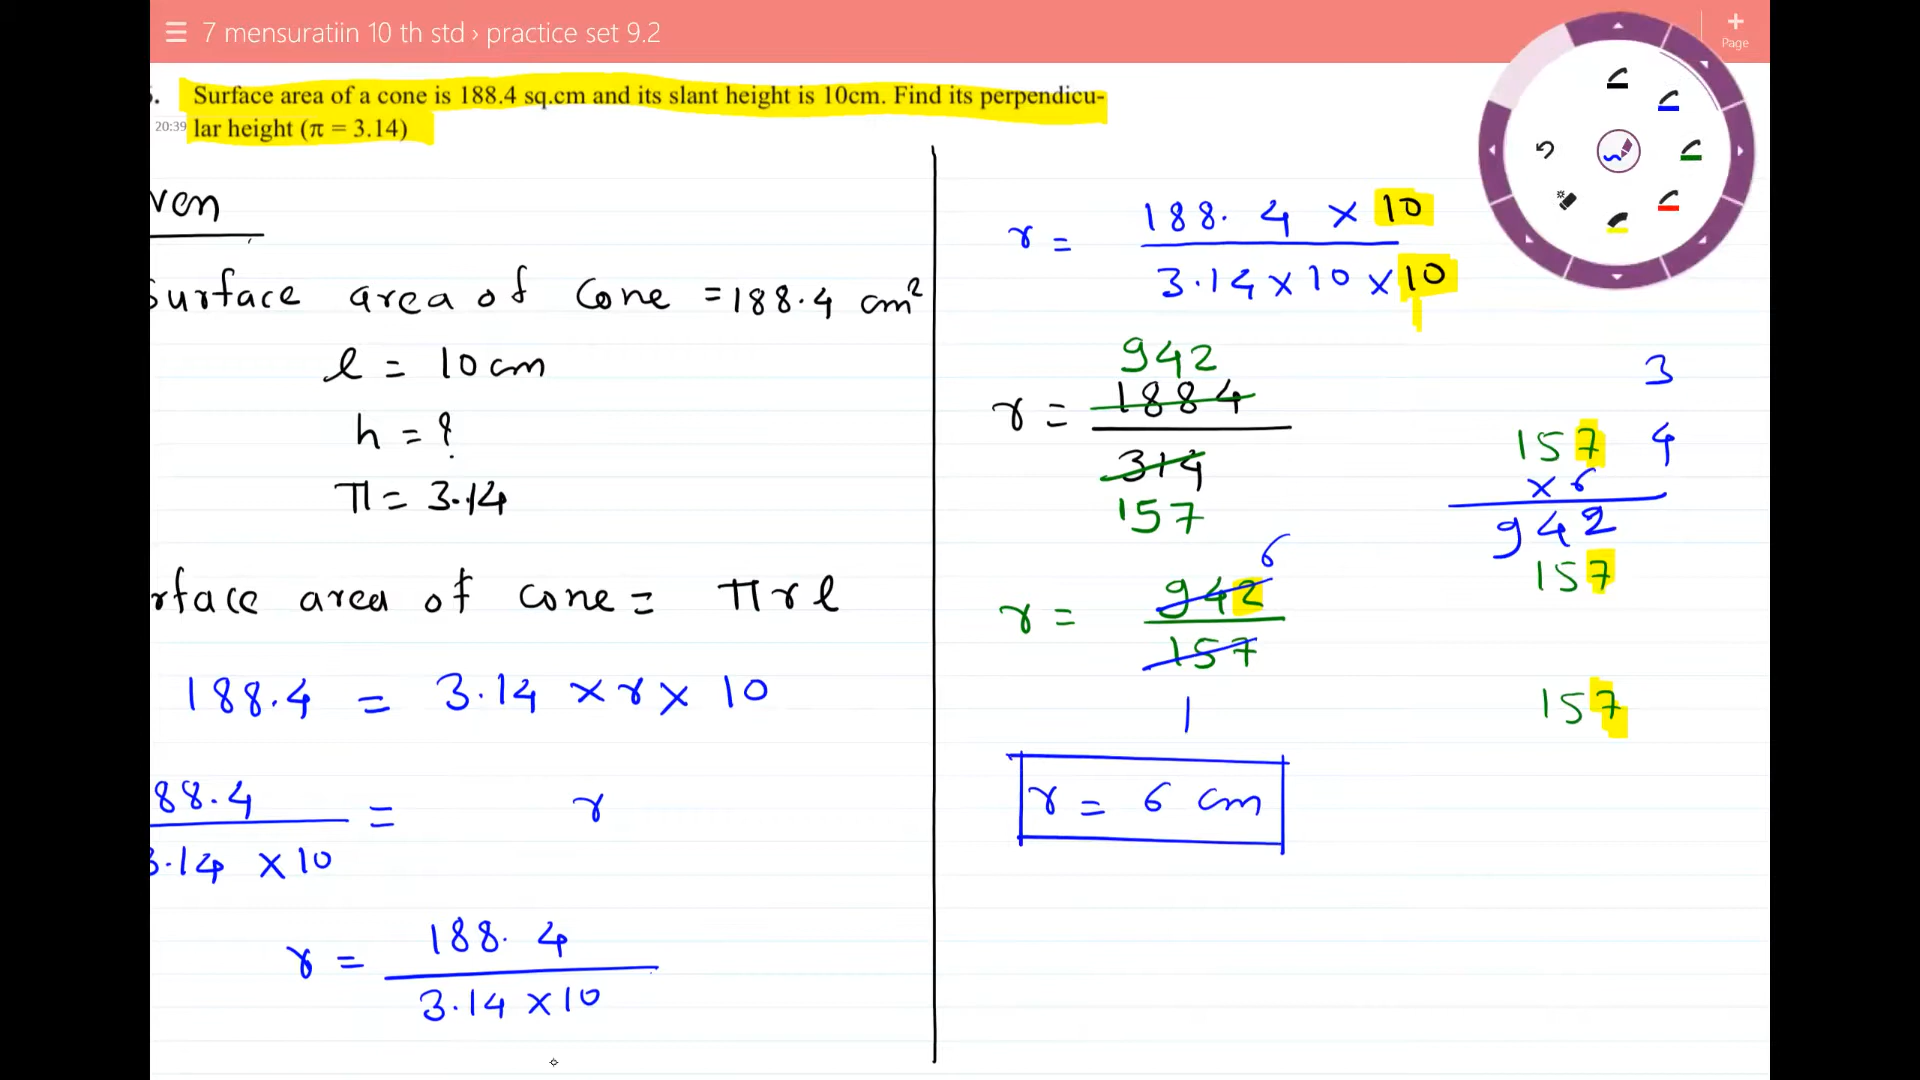 7 mensuratiin 10 th std › practice set 9.2
+
Page
5. Surface area of a cone is 188.4 sq.cm and its slant height is 10cm. Find its perpendicu-
20:39 lar height (π = 3.14)
ven
Surface area of Cone = 188.4 cm²
l = 10 cm
h = ?
π = 3.14
rface area of cone = π r l
188.4 = 3.14 × r × 10
88.4 / 3.14 × 10 = r
r = 188.4 / 3.14 × 10
r = 188.4 × 10 / 3.14 × 10 × 10
942
r = 1884 / 314
157
6
r = 942 / 157
1
r = 6 cm
3
157 4
× 6
942
157
157